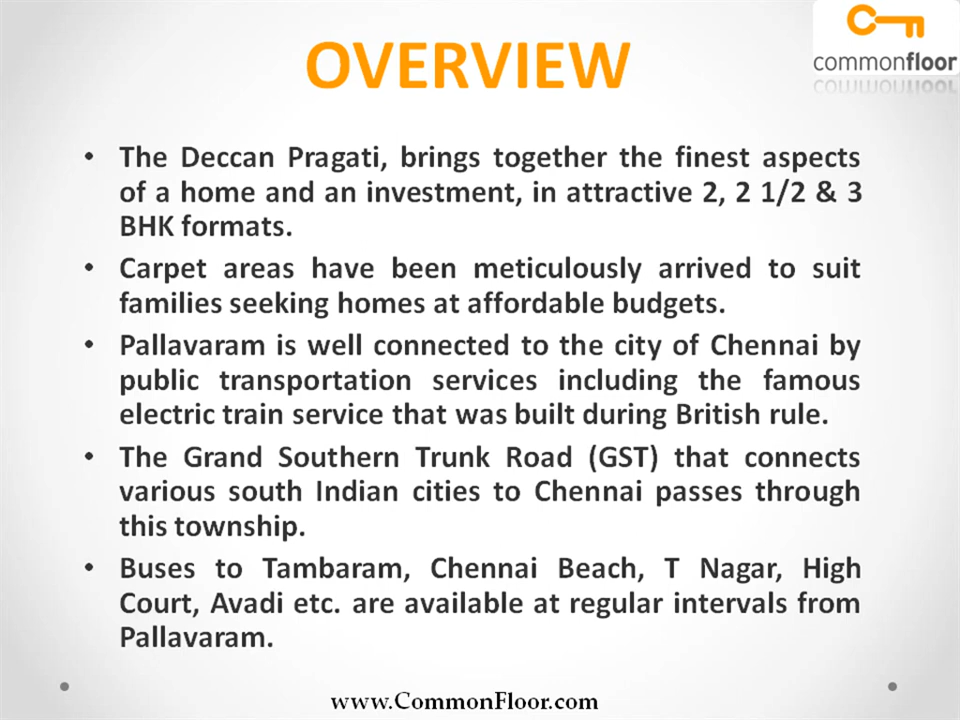 OVERVIEW
commonfloor
• The Deccan Pragati, brings together the finest aspects
of a home and an investment, in attractive 2, 2 1/2 & 3
BHK formats.
• Carpet areas have been meticulously arrived to suit
families seeking homes at affordable budgets.
• Pallavaram is well connected to the city of Chennai by
public transportation services including the famous
electric train service that was built during British rule.
• The Grand Southern Trunk Road (GST) that connects
various south Indian cities to Chennai passes through
this township.
• Buses to Tambaram, Chennai Beach, T Nagar, High
Court, Avadi etc. are available at regular intervals from
Pallavaram.
www.CommonFloor.com